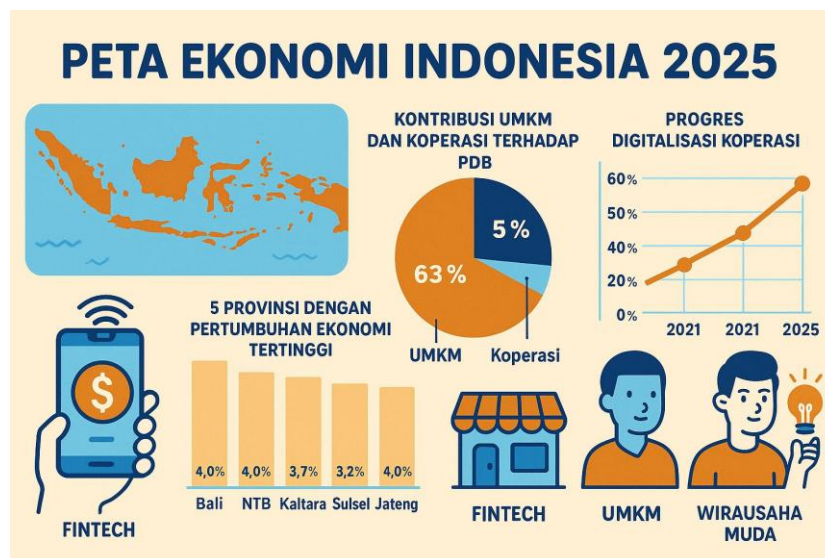 PETA EKONOMI INDONESIA 2025
KONTRIBUSI UMKM
DAN KOPERASI TERHADAP
PDB
5%
63%
UMKM
Koperasi
PROGRES
DIGITALISASI KOPERASI
60%
50%
40%
20%
0%
2021
2021
2025
$
FINTECH
5 PROVINSI DENGAN
PERTUMBUHAN EKONOMI
TERTINGGI
4,0%
4,0%
3,7%
3,2%
4,0%
Bali
NTB
Kaltara
Sulsel
Jateng
FINTECH
UMKM
WIRAUSAHA
MUDA